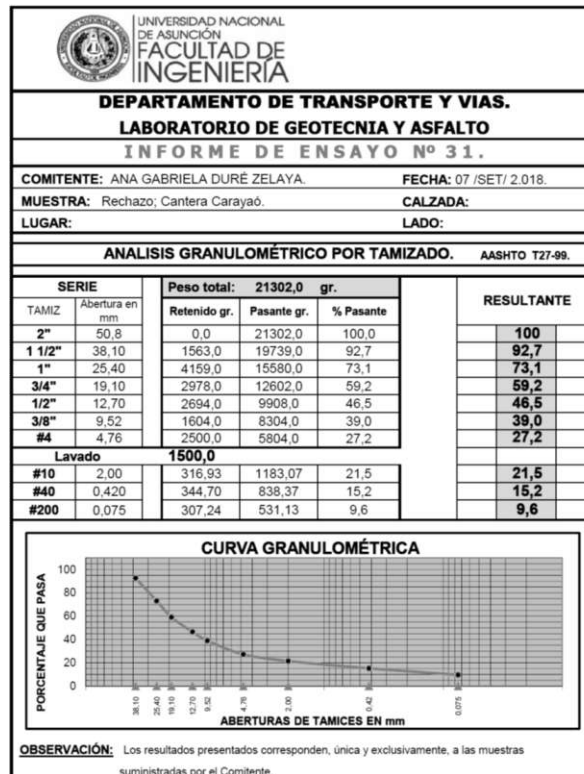 UNIVERSIDAD NACIONAL
DE ASUNCIÓN
FACULTAD DE
INGENIERÍA
DEPARTAMENTO DE TRANSPORTE Y VIAS.
LABORATORIO DE GEOTECNIA Y ASFALTO
INFORME DE ENSAYO Nº 31.
COMITENTE: ANA GABRIELA DURÉ ZELAYA. FECHA: 07 /SET/ 2.018.
MUESTRA: Rechazo; Cantera Carayaó. CALZADA:
LUGAR: LADO:
ANALISIS GRANULOMÉTRICO POR TAMIZADO. AASHTO T27-99.
SERIE Peso total: 21302,0 gr. RESULTANTE
TAMIZ Abertura en mm Retenido gr. Pasante gr. % Pasante
2" 50,8 0,0 21302,0 100,0 100
1 1/2" 38,10 1563,0 19739,0 92,7 92,7
1" 25,40 4159,0 15580,0 73,1 73,1
3/4" 19,10 2978,0 12602,0 59,2 59,2
1/2" 12,70 2694,0 9908,0 46,5 46,5
3/8" 9,52 1604,0 8304,0 39,0 39,0
#4 4,76 2500,0 5804,0 27,2 27,2
Lavado 1500,0
#10 2,00 316,93 1183,07 21,5 21,5
#40 0,420 344,70 838,37 15,2 15,2
#200 0,075 307,24 531,13 9,6 9,6
CURVA GRANULOMÉTRICA
PORCENTAJE QUE PASA
100
80
60
40
20
0
38,10 25,40 19,10 12,70 9,52 4,76 2,00 0,42 0,075
ABERTURAS DE TAMICES EN mm
OBSERVACIÓN: Los resultados presentados corresponden, única y exclusivamente, a las muestras
suministradas por el Comitente